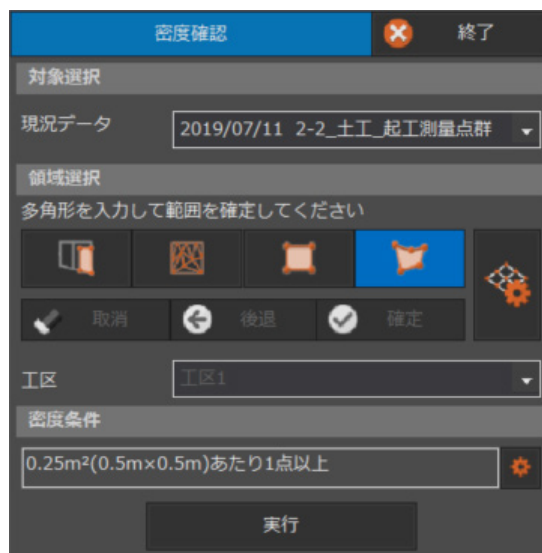 密度確認
終了
対象選択
現況データ
2019/07/11 2-2_土工_起工測量点群
領域選択
多角形を入力して範囲を確定してください
取消
後退
確定
工区
工区1
密度条件
0.25m²(0.5m×0.5m)あたり1点以上
実行